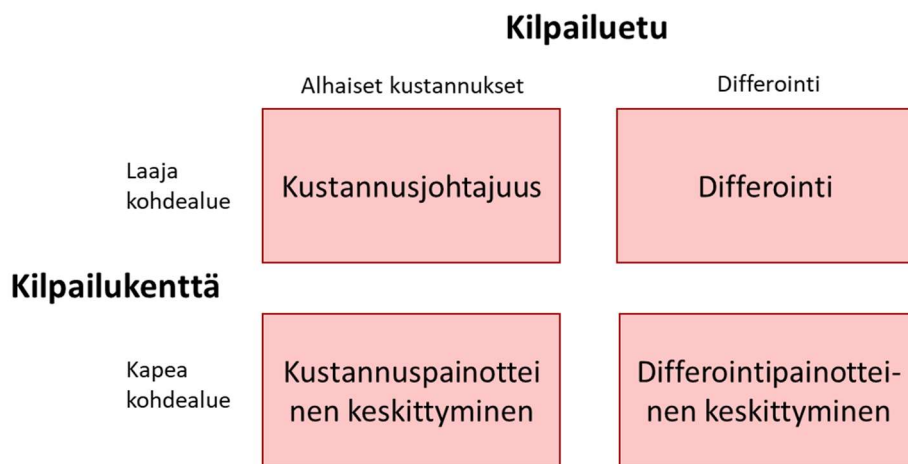 Kilpailuetu
Alhaiset kustannukset
Differointi
Laaja
kohdealue
Kustannusjohtajuus
Differointi
Kilpailukenttä
Kapea
kohdealue
Kustannuspainottei
nen keskittyminen
Differointipainottei-
nen keskittyminen